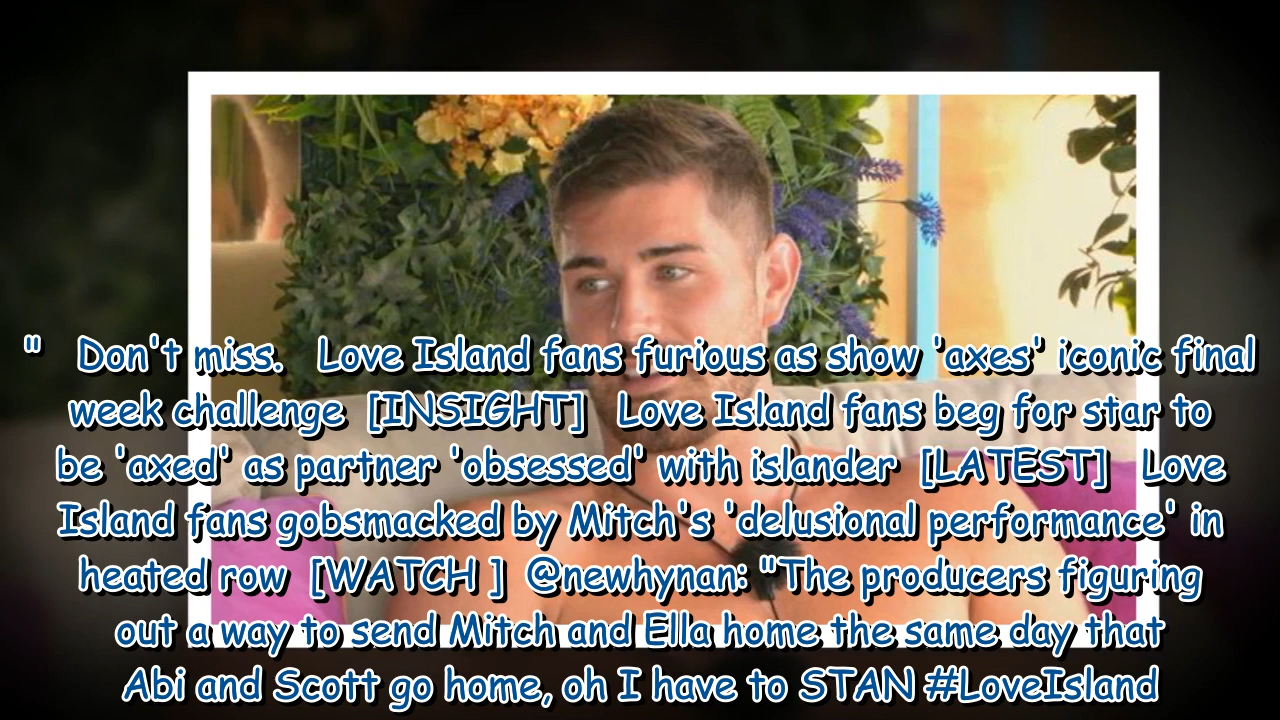 "   Don't miss.   Love Island fans furious as show 'axes' iconic final
week challenge  [INSIGHT]   Love Island fans beg for star to
be 'axed' as partner 'obsessed' with islander  [LATEST]   Love
Island fans gobsmacked by Mitch's 'delusional performance' in
heated row  [WATCH ]  @newhynan: "The producers figuring
out a way to send Mitch and Ella home the same day that
Abi and Scott go home, oh I have to STAN #LoveIsland